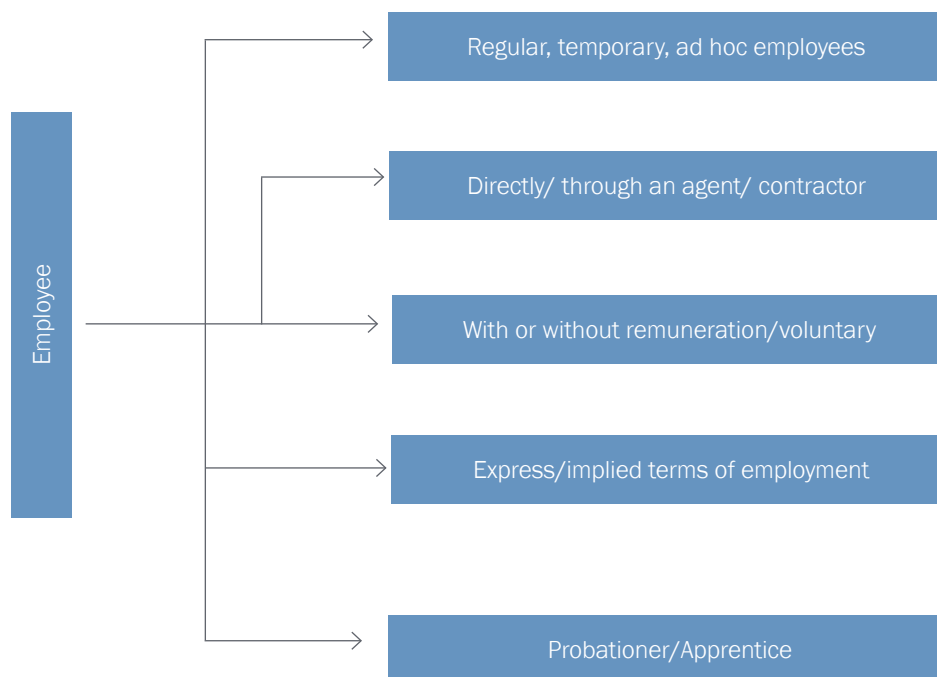 Employee
Regular, temporary, ad hoc employees
Directly/ through an agent/ contractor
With or without remuneration/voluntary
Express/implied terms of employment
Probationer/Apprentice